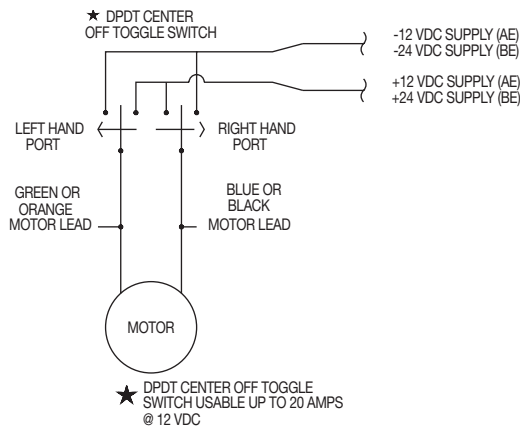 ★ DPDT CENTER
OFF TOGGLE SWITCH
-12 VDC SUPPLY (AE)
-24 VDC SUPPLY (BE)
+12 VDC SUPPLY (AE)
+24 VDC SUPPLY (BE)
LEFT HAND
PORT
RIGHT HAND
PORT
GREEN OR
ORANGE
MOTOR LEAD
BLUE OR
BLACK
MOTOR LEAD
MOTOR
★ DPDT CENTER OFF TOGGLE
SWITCH USABLE UP TO 20 AMPS
@ 12 VDC